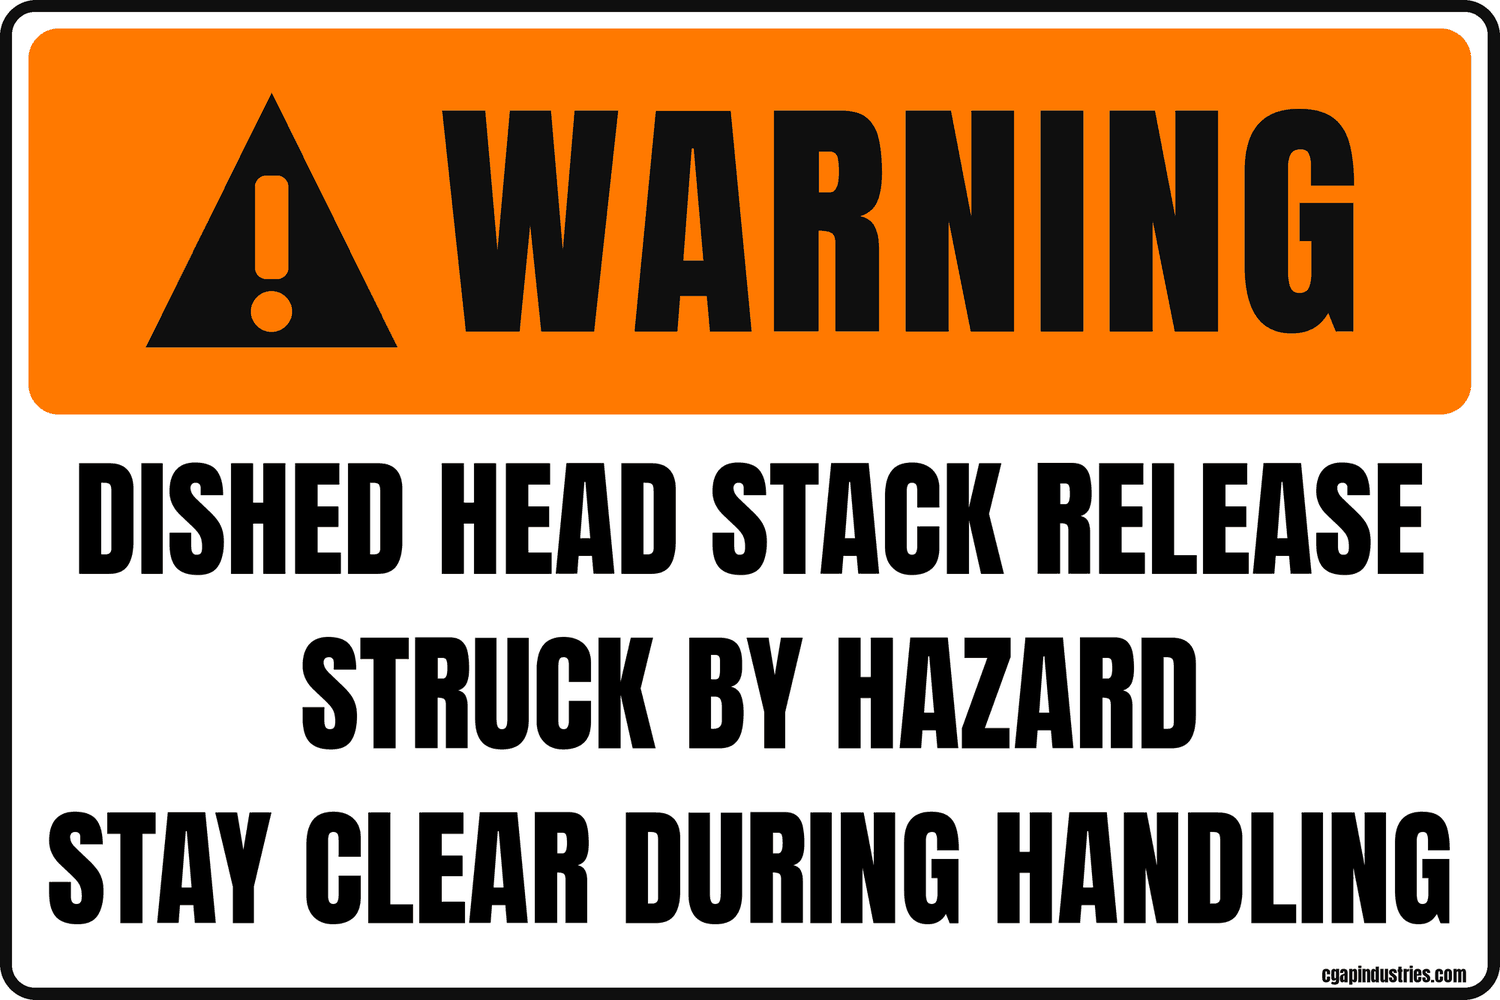 WARNING
DISHED HEAD STACK RELEASE
STRUCK BY HAZARD
STAY CLEAR DURING HANDLING
cgapindustries.com